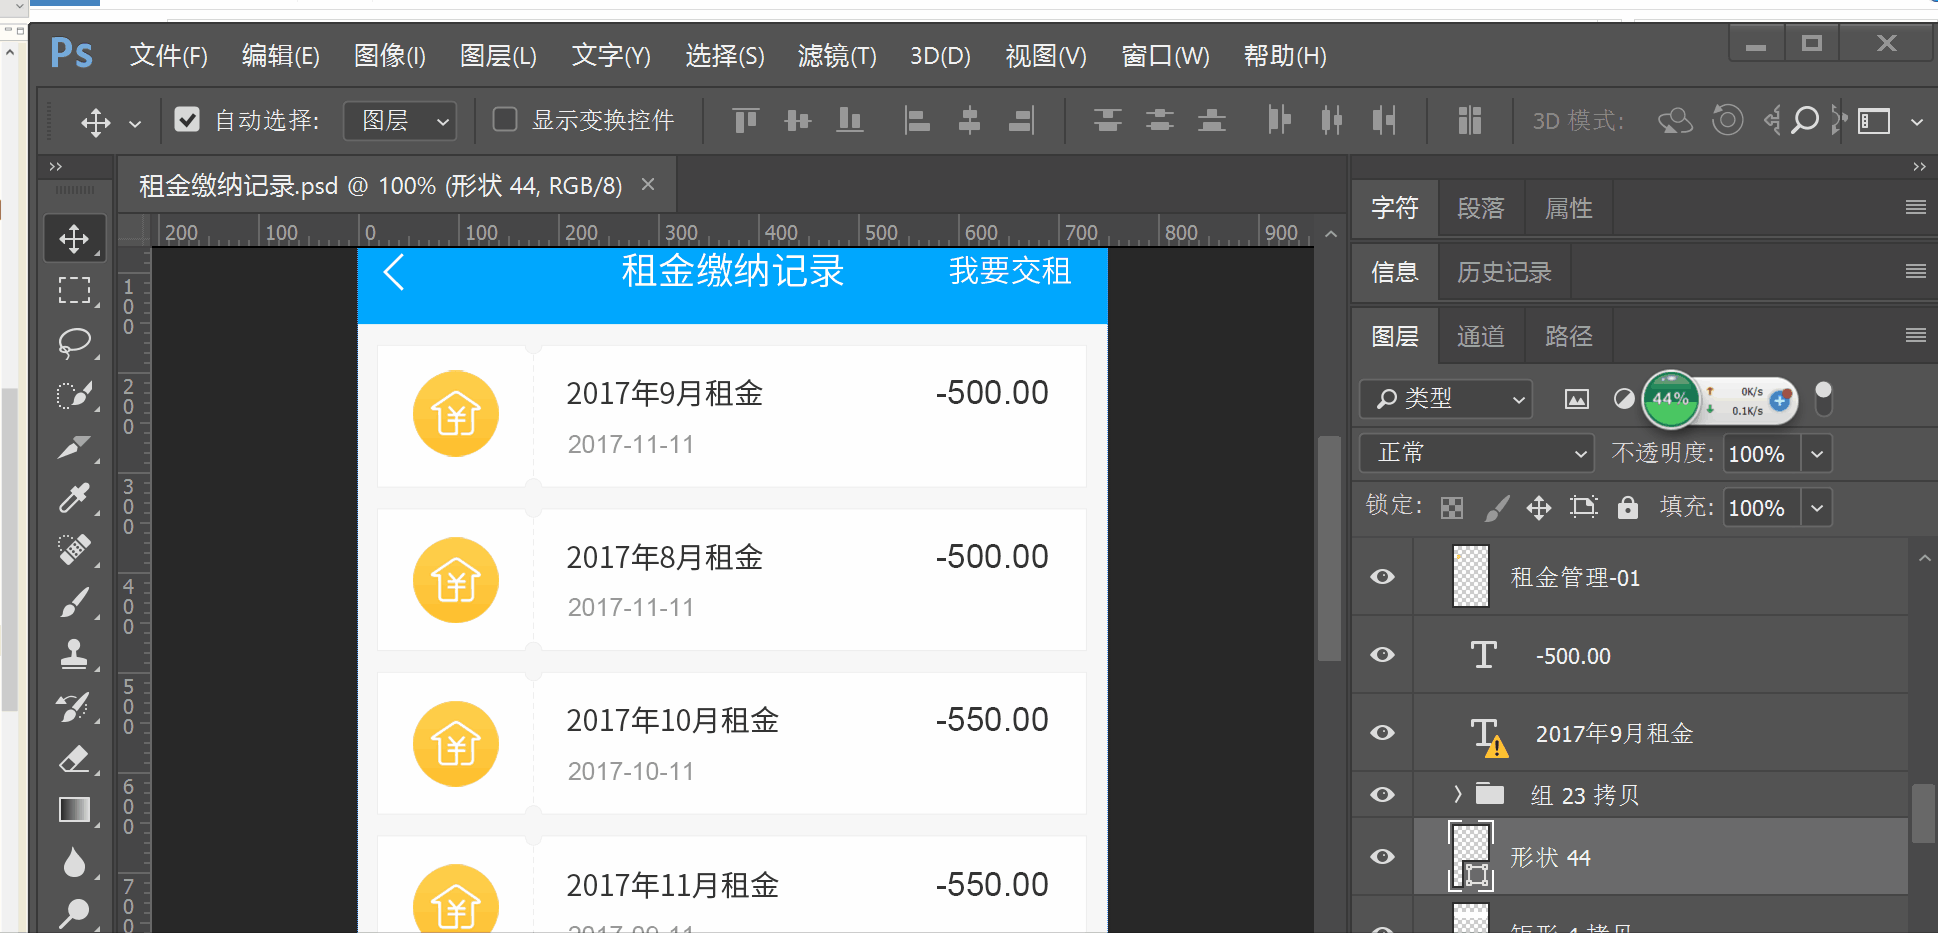 Ps 文件(F) 编辑(E) 图像(I) 图层(L) 文字(Y) 选择(S) 滤镜(T) 3D(D) 视图(V) 窗口(W) 帮助(H)
自动选择: 图层 显示变换控件 3D 模式:
租金缴纳记录.psd @ 100% (形状 44, RGB/8) ×
200 100 0 100 200 300 400 500 600 700 800 900
100
200
300
400
500
600
700
租金缴纳记录 我要交租
2017年9月租金 -500.00
2017-11-11
2017年8月租金 -500.00
2017-11-11
2017年10月租金 -550.00
2017-10-11
2017年11月租金 -550.00
2017-09-11
字符 段落 属性
信息 历史记录
图层 通道 路径
类型
44% 0K/s
0.1K/s
正常 不透明度: 100%
锁定: 填充: 100%
租金管理-01
-500.00
2017年9月租金
组 23 拷贝
形状 44
矩形 4 拷贝